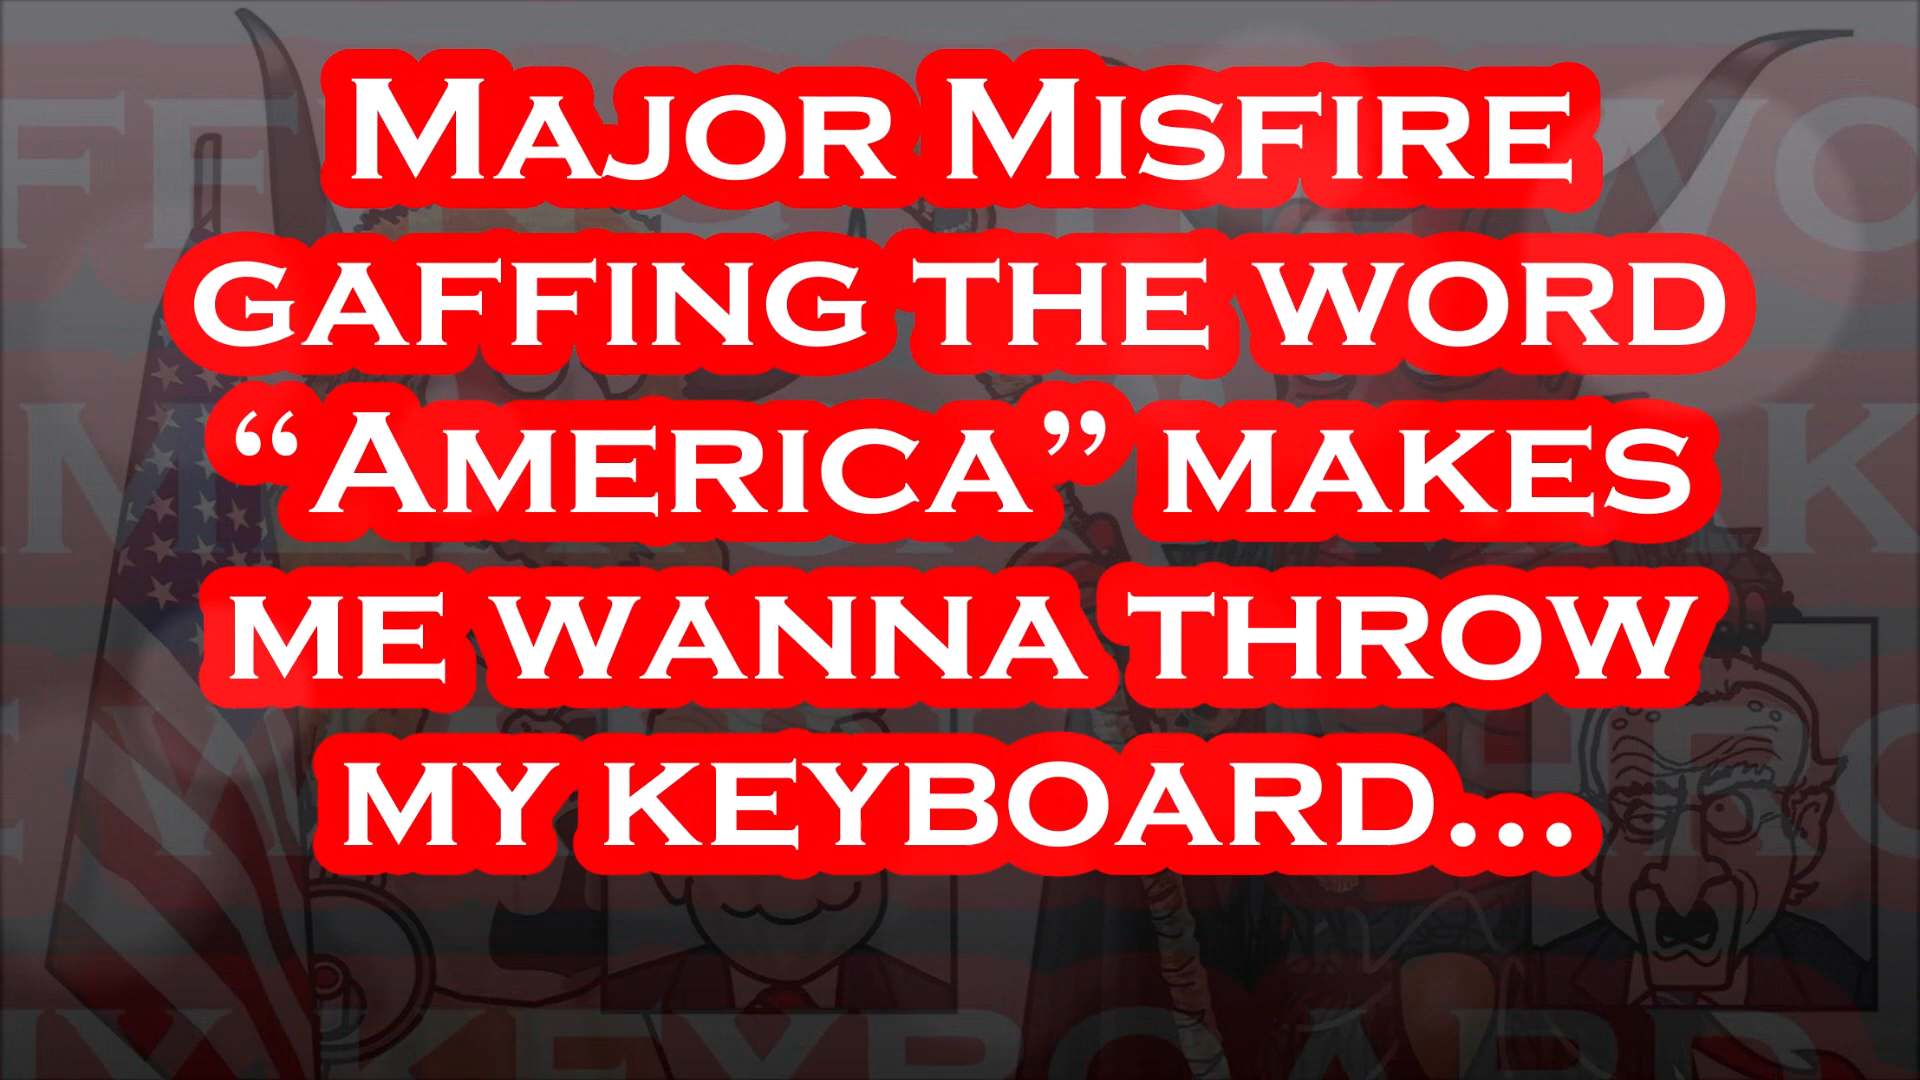 Major Misfire
gaffing the word
“America” makes
me wanna throw
my keyboard...